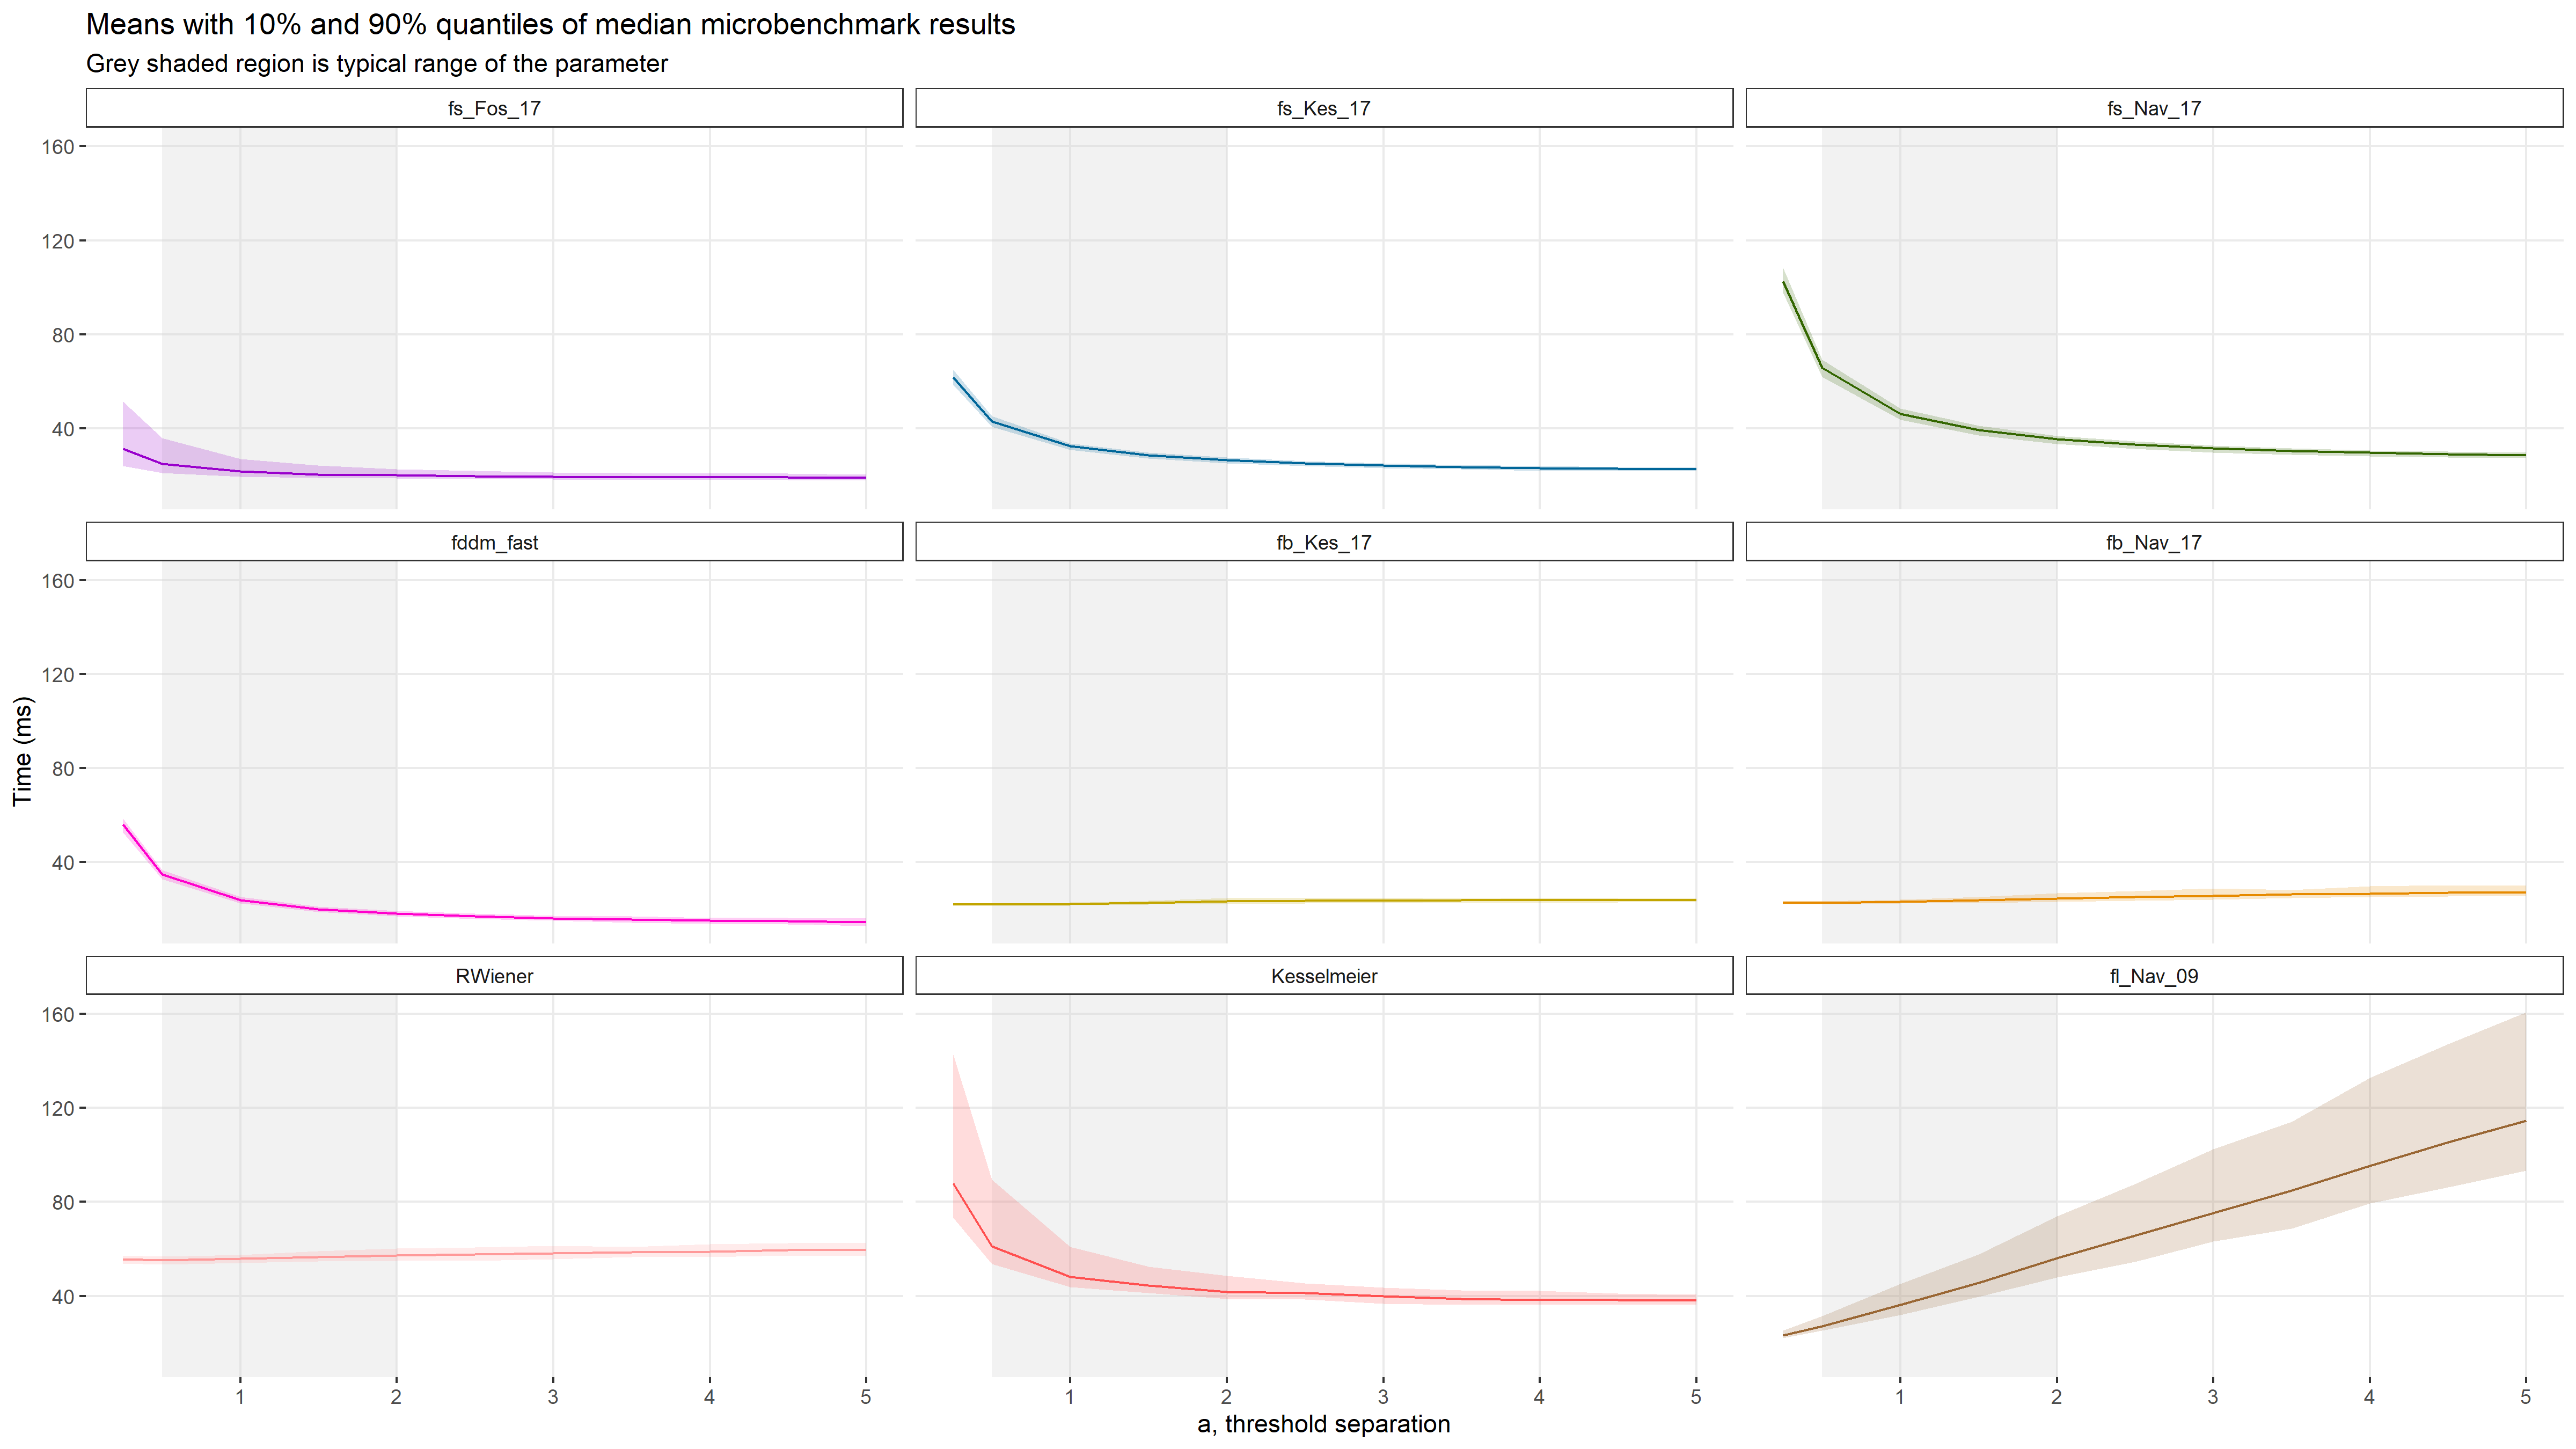 Means with 10% and 90% quantiles of median microbenchmark results
Grey shaded region is typical range of the parameter
fs_Fos_17
fs_Kes_17
fs_Nav_17
160
120
80
40
fddm_fast
fb_Kes_17
fb_Nav_17
160
120
80
40
Time (ms)
RWiener
Kesselmeier
fl_Nav_09
160
120
80
40
1 2 3 4 5
1 2 3 4 5
1 2 3 4 5
a, threshold separation